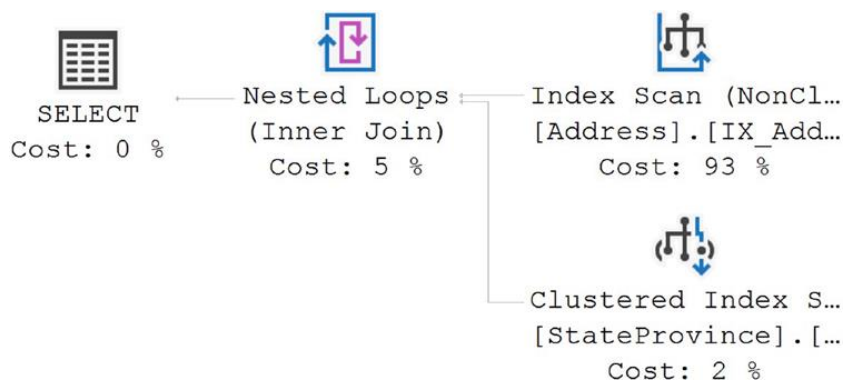 SELECT
Cost: 0 %
Nested Loops
(Inner Join)
Cost: 5 %
Index Scan (NonCl…
[Address].[IX_Add…
Cost: 93 %
Clustered Index S…
[StateProvince].[…
Cost: 2 %